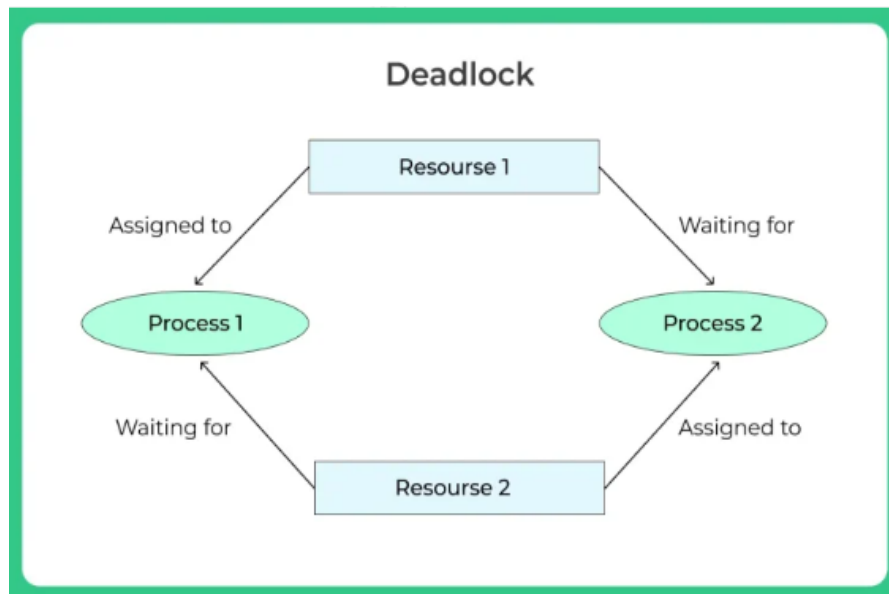 Deadlock
Resourse 1
Assigned to
Waiting for
Process 1
Process 2
Waiting for
Assigned to
Resourse 2